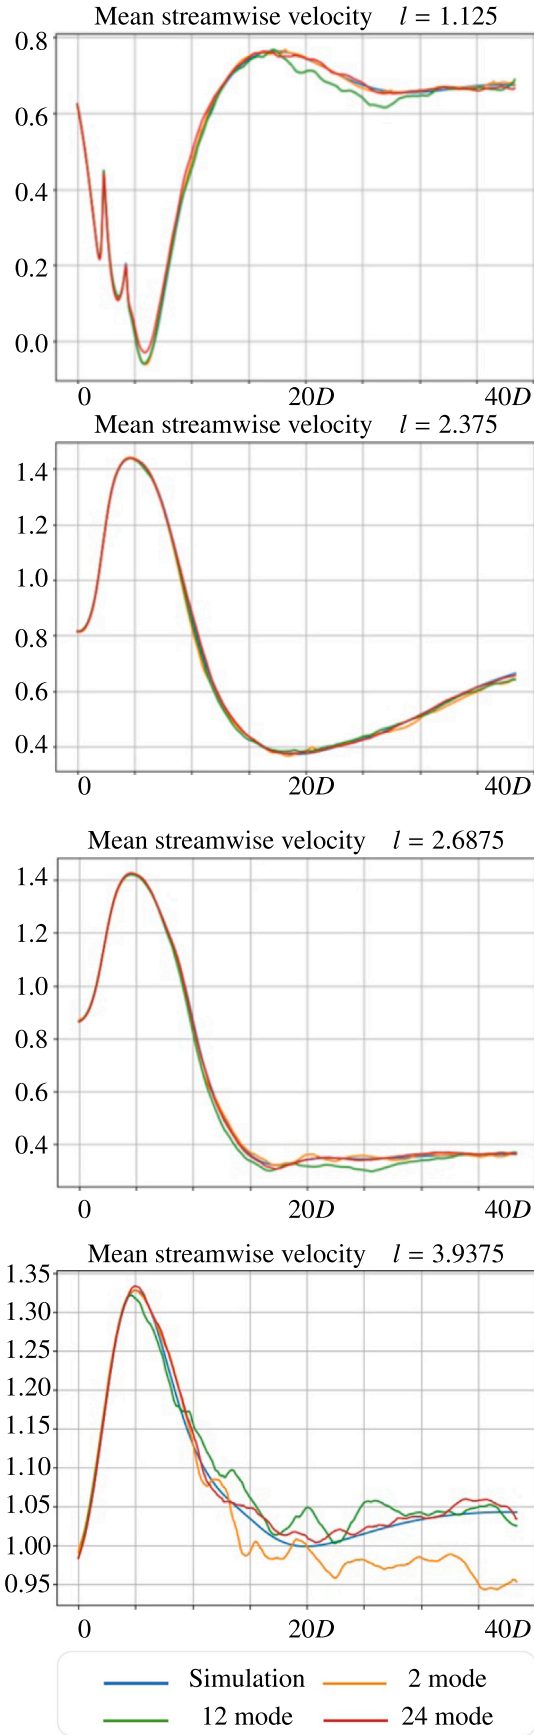 Mean streamwise velocity l = 1.125
0.8
0.6
0.4
0.2
0.0
0 20D 40D
Mean streamwise velocity l = 2.375
1.4
1.2
1.0
0.8
0.6
0.4
0 20D 40D
Mean streamwise velocity l = 2.6875
1.4
1.2
1.0
0.8
0.6
0.4
0 20D 40D
Mean streamwise velocity l = 3.9375
1.35
1.30
1.25
1.20
1.15
1.10
1.05
1.00
0.95
0 20D 40D
Simulation 2 mode
12 mode 24 mode